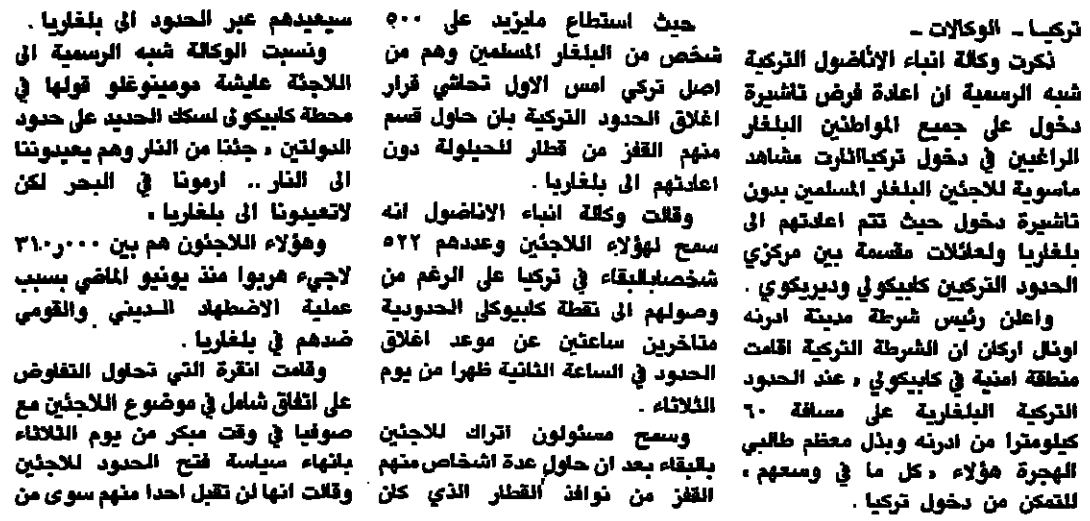 تركيا ـ الوكالات ـ
ذكرت وكالة انباء الاناضول التركية
شبه الرسمية ان اعادة فرض تاشيرة
دخول على جميع المواطنين البلغار
الراغبين في دخول تركيااثارت مشاهد
ماسوية للاجئين البلغار المسلمين بدون
تاشيرة دخول حيث تتم اعادتهم الى
بلغاريا ولعائلات مقسمة بين مركزي
الحدود التركيين كابيكولي وديريكوي .
واعلن رئيس شرطة مدينة ادرنه
اونال اركان ان الشرطة التركية اقامت
منطقة امنية في كابيكولي ، عند الحدود
التركية البلغارية على مسافة ٦٠
كيلومترا من ادرنه وبذل معظم طالبي
الهجرة هؤلاء ، كل ما في وسعهم ،
للتمكن من دخول تركيا .
حيث استطاع مايزيد على ٥٠٠
شخص من البلغار المسلمين وهم من
اصل تركي امس الاول تحاشي قرار
اغلاق الحدود التركية بان حاول قسم
منهم القفز من قطار للحيلولة دون
اعادتهم الى بلغاريا .
وقالت وكالة انباء الاناضول انه
سمح لهؤلاء اللاجئين وعددهم ٥٢٢
شخصابالبقاء في تركيا على الرغم من
وصولهم الى نقطة كابيوكلى الحدودية
متاخرين ساعتين عن موعد اغلاق
الحدود في الساعة الثانية ظهرا من يوم
الثلاثاء .
وسمح مسئولون اتراك للاجئين
بالبقاء بعد ان حاول عدة اشخاص منهم
القفز من نوافذ القطار الذي كان
سيعيدهم عبر الحدود الى بلغاريا .
ونسبت الوكالة شبه الرسمية الى
اللاجئة عايشة مومينوغلو قولها في
محطة كابيكولى لسكك الحديد على حدود
الدولتين ، جئنا من النار وهم يعيدوننا
الى النار .. ارمونا في البحر لكن
لاتعيدونا الى بلغاريا ،
وهؤلاء اللاجئون هم بين ٣١٠٫٠٠٠
لاجيء هربوا منذ يونيو الماضي بسبب
عملية الاضطهاد الديني والقومي
ضدهم في بلغاريا .
وقامت انقرة التي تحاول التفاوض
على اتفاق شامل في موضوع اللاجئين مع
صوفيا في وقت مبكر من يوم الثلاثاء
بانهاء سياسة فتح الحدود للاجئين
وقالت انها لن تقبل احدا منهم سوى من